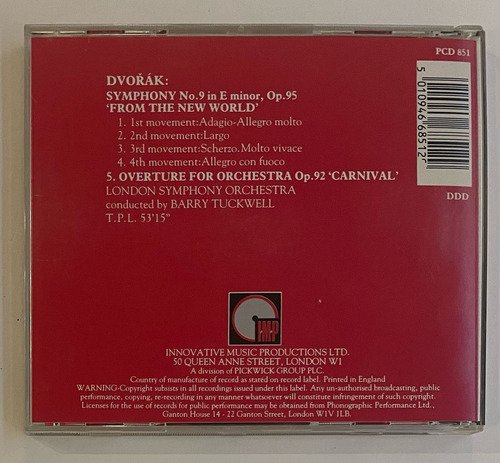 PCD 851
DVOŘÁK:
SYMPHONY No.9 in E minor, Op.95
‘FROM THE NEW WORLD’
1. 1st movement:Adagio-Allegro molto
2. 2nd movement:Largo
3. 3rd movement:Scherzo. Molto vivace
4. 4th movement:Allegro con fuoco
5. OVERTURE FOR ORCHESTRA Op.92 ‘CARNIVAL’
LONDON SYMPHONY ORCHESTRA
conducted by BARRY TUCKWELL
T.P.L. 53'15"
5 010946 68512
DDD
IMP
INNOVATIVE MUSIC PRODUCTIONS LTD.
50 QUEEN ANNE STREET, LONDON W1
A division of PICKWICK GROUP PLC.
Country of manufacture of record as stated on record label. Printed in England
WARNING-Copyright subsists in all recordings issued under this label. Any un-authorised broadcasting, public
performance, copying, re-recording in any manner whatsoever will constitute infringement of such copyright.
Licenses for the use of records for public performance may be obtained from Phonographic Performance Ltd.,
Ganton House 14 - 22 Ganton Street, London W1V 1LB.